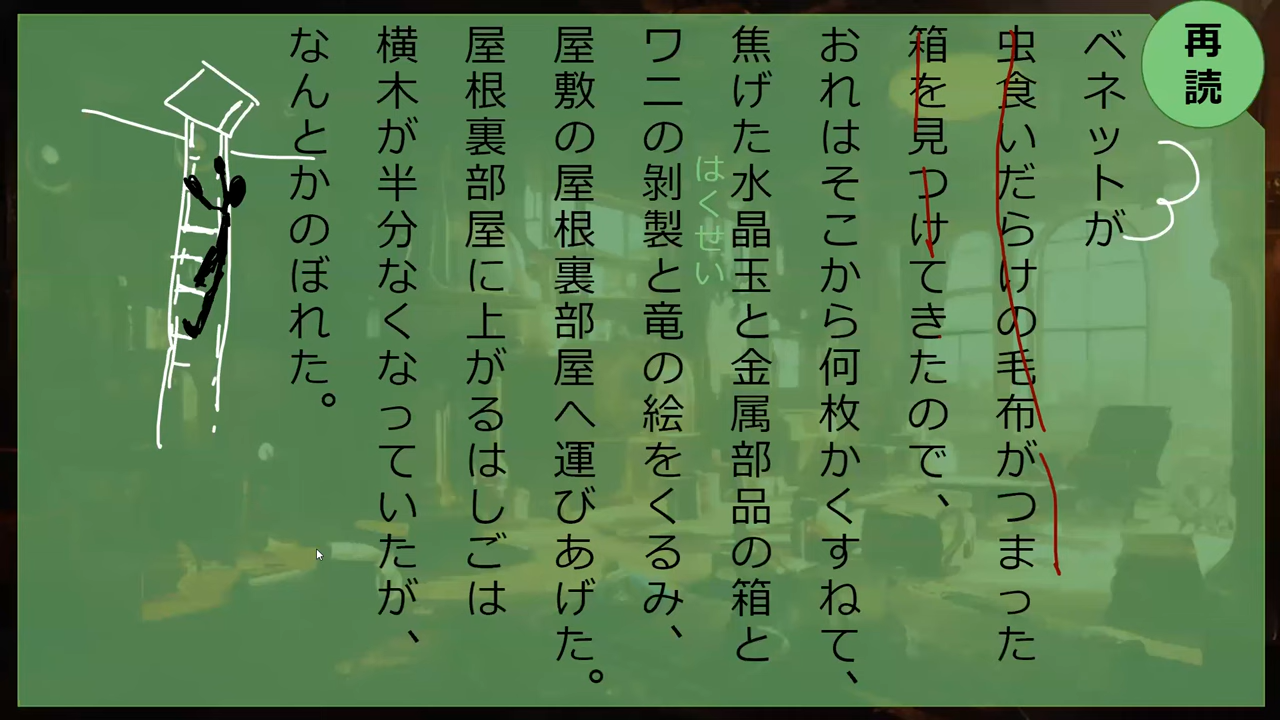 再読
ベネットが
虫食いだらけの毛布がつまった
箱を見つけてきたので、
おれはそこから何枚かくすねて、
焦げた水晶玉と金属部品の箱と
はくせい
ワニの剝製と竜の絵をくるみ、
屋敷の屋根裏部屋へ運びあげた。
屋根裏部屋に上がるはしごは
横木が半分なくなっていたが、
なんとかのぼれた。